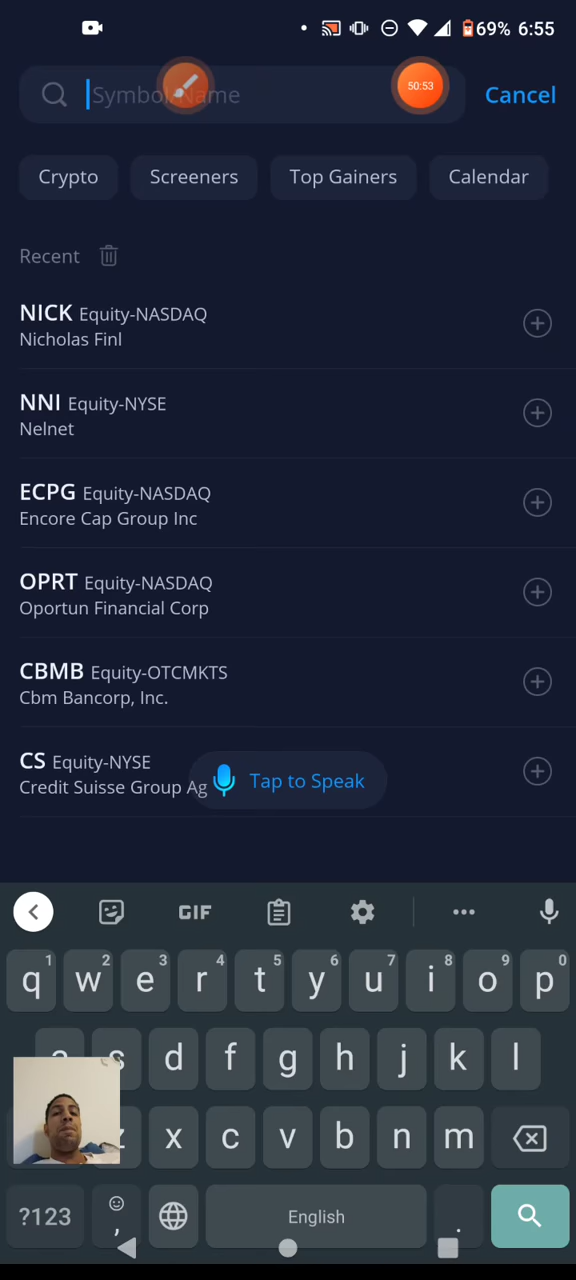 69% 6:55
Symbol, Name Cancel
50:53
Crypto Screeners Top Gainers Calendar
Recent
NICK Equity-NASDAQ
Nicholas Finl
NNI Equity-NYSE
Nelnet
ECPG Equity-NASDAQ
Encore Cap Group Inc
OPRT Equity-NASDAQ
Oportun Financial Corp
CBMB Equity-OTCMKTS
Cbm Bancorp, Inc.
CS Equity-NYSE
Credit Suisse Group Ag
Tap to Speak
GIF
1 2 3 4 5 6 7 8 9 0
q w e r t y u i o p
a s d f g h j k l
z x c v b n m
?123 , English .